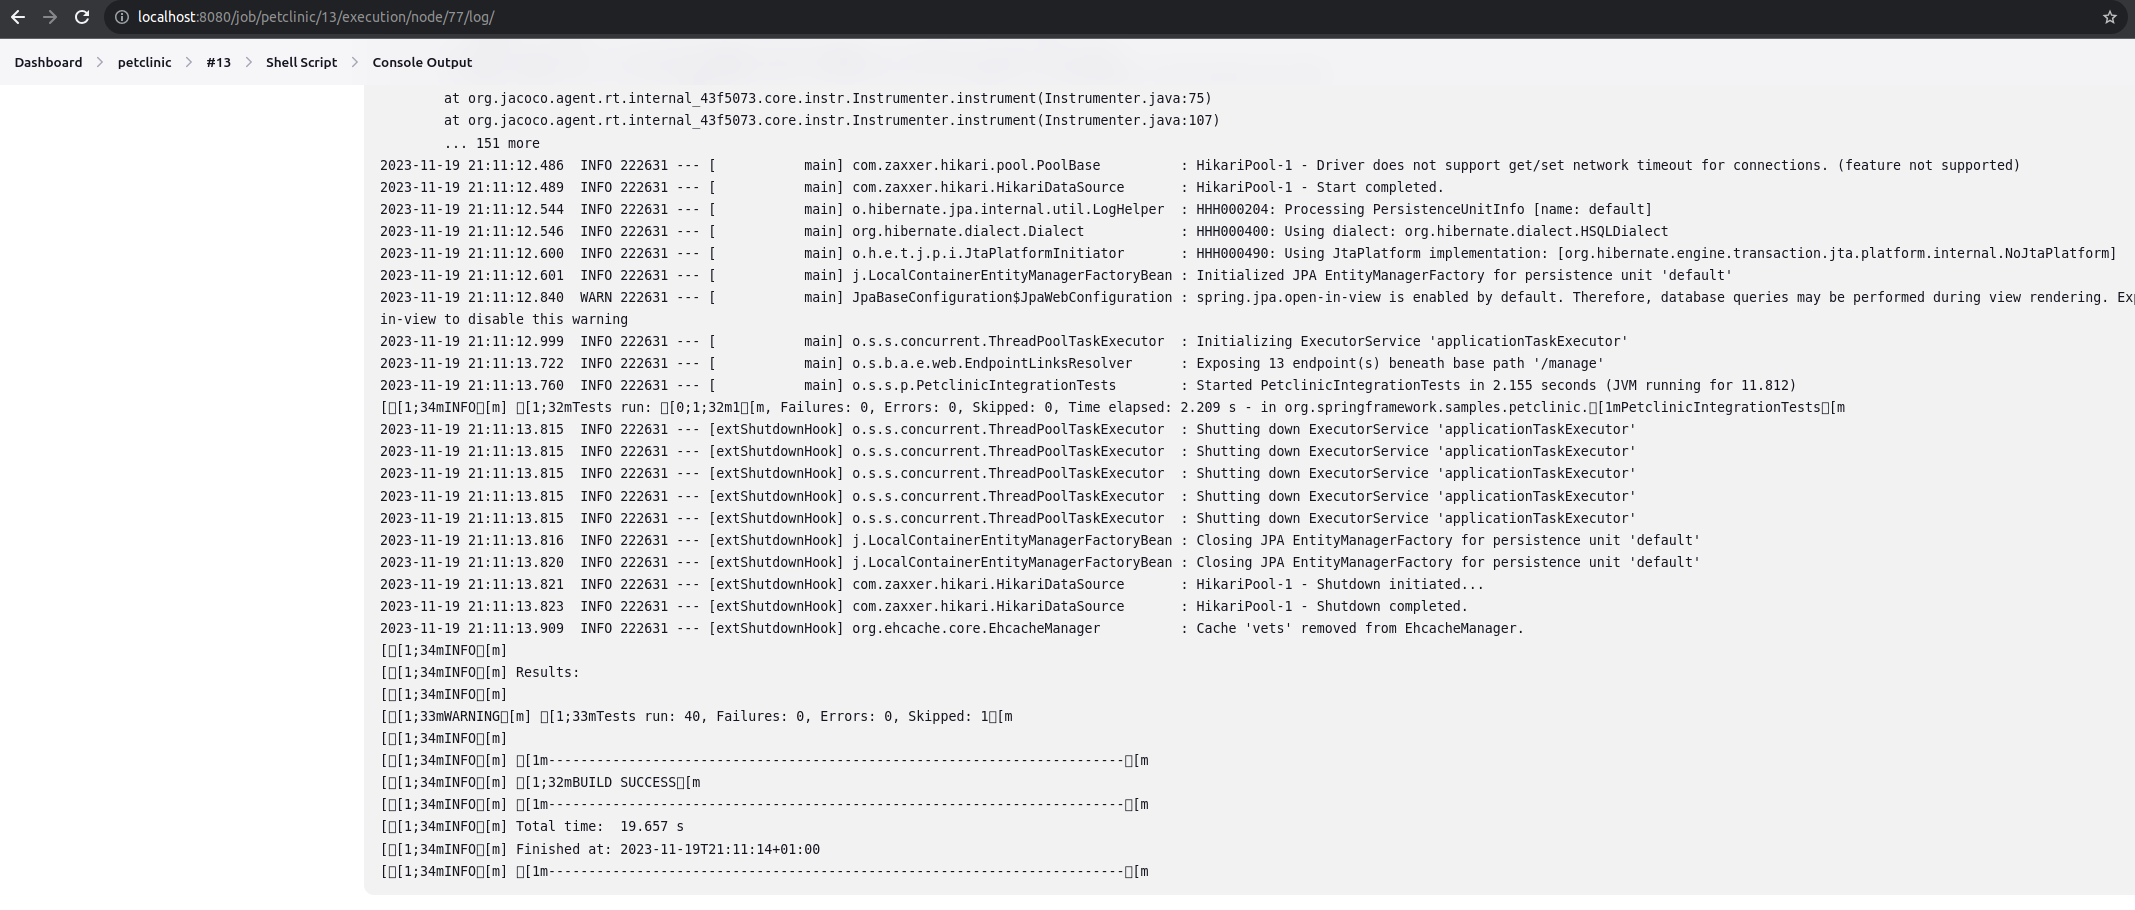 localhost:8080/job/petclinic/13/execution/node/77/log/
Dashboard > petclinic > #13 > Shell Script > Console Output
at org.jacoco.agent.rt.internal_43f5073.core.instr.Instrumenter.instrument(Instrumenter.java:75)
at org.jacoco.agent.rt.internal_43f5073.core.instr.Instrumenter.instrument(Instrumenter.java:107)
... 151 more
2023-11-19 21:11:12.486  INFO 222631 --- [           main] com.zaxxer.hikari.pool.PoolBase          : HikariPool-1 - Driver does not support get/set network timeout for connections. (feature not supported)
2023-11-19 21:11:12.489  INFO 222631 --- [           main] com.zaxxer.hikari.HikariDataSource       : HikariPool-1 - Start completed.
2023-11-19 21:11:12.544  INFO 222631 --- [           main] o.hibernate.jpa.internal.util.LogHelper  : HHH000204: Processing PersistenceUnitInfo [name: default]
2023-11-19 21:11:12.546  INFO 222631 --- [           main] org.hibernate.dialect.Dialect            : HHH000400: Using dialect: org.hibernate.dialect.HSQLDialect
2023-11-19 21:11:12.600  INFO 222631 --- [           main] o.h.e.t.j.p.i.JtaPlatformInitiator       : HHH000490: Using JtaPlatform implementation: [org.hibernate.engine.transaction.jta.platform.internal.NoJtaPlatform]
2023-11-19 21:11:12.601  INFO 222631 --- [           main] j.LocalContainerEntityManagerFactoryBean : Initialized JPA EntityManagerFactory for persistence unit 'default'
2023-11-19 21:11:12.840  WARN 222631 --- [           main] JpaBaseConfiguration$JpaWebConfiguration : spring.jpa.open-in-view is enabled by default. Therefore, database queries may be performed during view rendering.
in-view to disable this warning
2023-11-19 21:11:12.999  INFO 222631 --- [           main] o.s.s.concurrent.ThreadPoolTaskExecutor  : Initializing ExecutorService 'applicationTaskExecutor'
2023-11-19 21:11:13.722  INFO 222631 --- [           main] o.s.b.a.e.web.EndpointLinksResolver      : Exposing 13 endpoint(s) beneath base path '/manage'
2023-11-19 21:11:13.760  INFO 222631 --- [           main] o.s.s.p.PetclinicIntegrationTests        : Started PetclinicIntegrationTests in 2.155 seconds (JVM running for 11.812)
[▯[1;34mINFO▯[m] ▯[1;32mTests run: ▯[0;1;32m1▯[m, Failures: 0, Errors: 0, Skipped: 0, Time elapsed: 2.209 s - in org.springframework.samples.petclinic.▯[1mPetclinicIntegrationTests▯[m
2023-11-19 21:11:13.815  INFO 222631 --- [extShutdownHook] o.s.s.concurrent.ThreadPoolTaskExecutor  : Shutting down ExecutorService 'applicationTaskExecutor'
2023-11-19 21:11:13.815  INFO 222631 --- [extShutdownHook] o.s.s.concurrent.ThreadPoolTaskExecutor  : Shutting down ExecutorService 'applicationTaskExecutor'
2023-11-19 21:11:13.815  INFO 222631 --- [extShutdownHook] o.s.s.concurrent.ThreadPoolTaskExecutor  : Shutting down ExecutorService 'applicationTaskExecutor'
2023-11-19 21:11:13.815  INFO 222631 --- [extShutdownHook] o.s.s.concurrent.ThreadPoolTaskExecutor  : Shutting down ExecutorService 'applicationTaskExecutor'
2023-11-19 21:11:13.815  INFO 222631 --- [extShutdownHook] o.s.s.concurrent.ThreadPoolTaskExecutor  : Shutting down ExecutorService 'applicationTaskExecutor'
2023-11-19 21:11:13.816  INFO 222631 --- [extShutdownHook] j.LocalContainerEntityManagerFactoryBean : Closing JPA EntityManagerFactory for persistence unit 'default'
2023-11-19 21:11:13.820  INFO 222631 --- [extShutdownHook] j.LocalContainerEntityManagerFactoryBean : Closing JPA EntityManagerFactory for persistence unit 'default'
2023-11-19 21:11:13.821  INFO 222631 --- [extShutdownHook] com.zaxxer.hikari.HikariDataSource       : HikariPool-1 - Shutdown initiated...
2023-11-19 21:11:13.823  INFO 222631 --- [extShutdownHook] com.zaxxer.hikari.HikariDataSource       : HikariPool-1 - Shutdown completed.
2023-11-19 21:11:13.909  INFO 222631 --- [extShutdownHook] org.ehcache.core.EhcacheManager          : Cache 'vets' removed from EhcacheManager.
[▯[1;34mINFO▯[m]
[▯[1;34mINFO▯[m] Results:
[▯[1;34mINFO▯[m]
[▯[1;33mWARNING▯[m] ▯[1;33mTests run: 40, Failures: 0, Errors: 0, Skipped: 1▯[m
[▯[1;34mINFO▯[m]
[▯[1;34mINFO▯[m] ▯[1m------------------------------------------------------------------------▯[m
[▯[1;34mINFO▯[m] ▯[1;32mBUILD SUCCESS▯[m
[▯[1;34mINFO▯[m] ▯[1m------------------------------------------------------------------------▯[m
[▯[1;34mINFO▯[m] Total time:  19.657 s
[▯[1;34mINFO▯[m] Finished at: 2023-11-19T21:11:14+01:00
[▯[1;34mINFO▯[m] ▯[1m------------------------------------------------------------------------▯[m